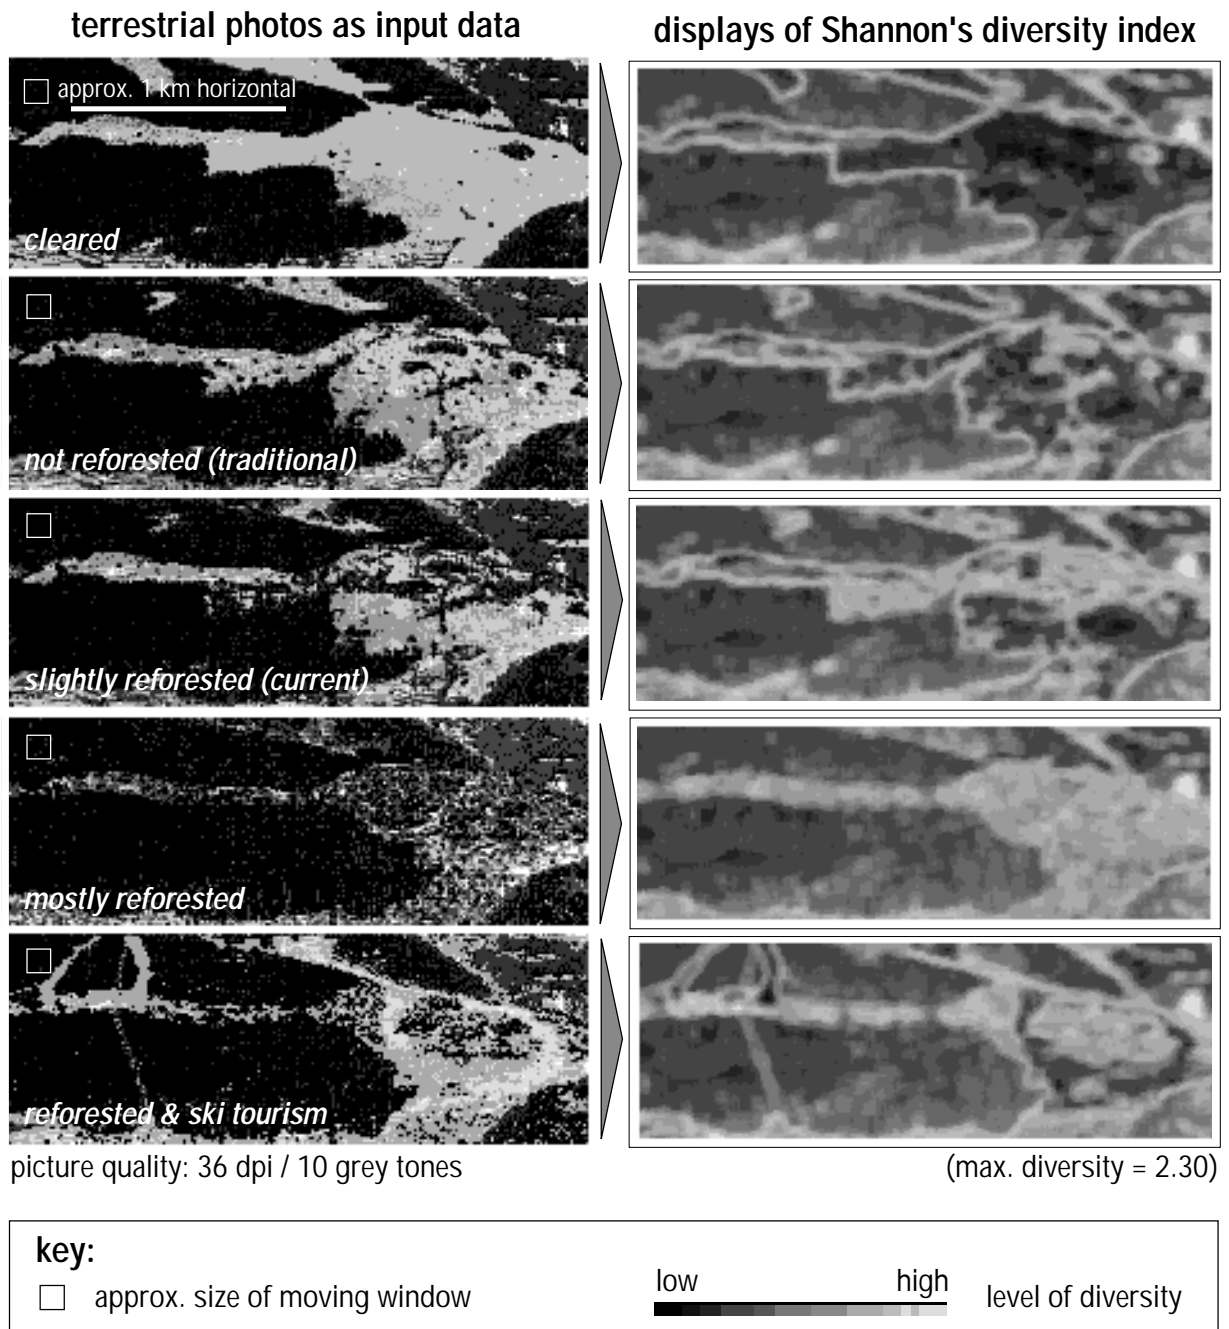 terrestrial photos as input data
displays of Shannon's diversity index
approx. 1 km horizontal
cleared
not reforested (traditional)
slightly reforested (current)
mostly reforested
reforested & ski tourism
picture quality: 36 dpi / 10 grey tones
(max. diversity = 2.30)
key:
approx. size of moving window
low high
level of diversity